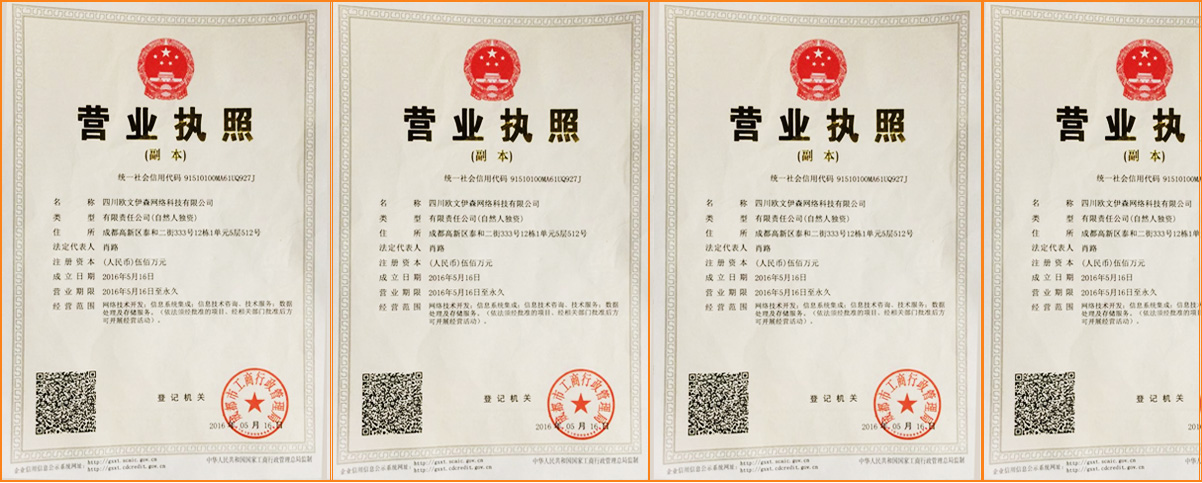 营业执照
(副 本)
统一社会信用代码 91510100MA61UQ927J
名 称 四川欧文伊森网络科技有限公司
类 型 有限责任公司(自然人独资)
住 所 成都高新区泰和二街333号12栋1单元5层512号
法定代表人 肖路
注册资本 (人民币)伍佰万元
成立日期 2016年5月16日
营业期限 2016年5月16日至永久
经营范围 网络技术开发；信息系统集成；信息技术咨询、技术服务；数据
处理及存储服务。（依法须经批准的项目、经相关部门批准后方
可开展经营活动）。
登记机关
成都市工商行政管理局
2016 年 05 月 16 日
企业信用信息公示系统网址：
http://gsxt.scaic.gov.cn
http://gsxt.cdcredit.gov.cn
中华人民共和国国家工商行政管理总局监制
营业执照
(副 本)
统一社会信用代码 91510100MA61UQ927J
名 称 四川欧文伊森网络科技有限公司
类 型 有限责任公司(自然人独资)
住 所 成都高新区泰和二街333号12栋1单元5层512号
法定代表人 肖路
注册资本 (人民币)伍佰万元
成立日期 2016年5月16日
营业期限 2016年5月16日至永久
经营范围 网络技术开发；信息系统集成；信息技术咨询、技术服务；数据
处理及存储服务。（依法须经批准的项目、经相关部门批准后方
可开展经营活动）。
登记机关
成都市工商行政管理局
2016 年 05 月 16 日
企业信用信息公示系统网址：
http://gsxt.scaic.gov.cn
http://gsxt.cdcredit.gov.cn
中华人民共和国国家工商行政管理总局监制
营业执照
(副 本)
统一社会信用代码 91510100MA61UQ927J
名 称 四川欧文伊森网络科技有限公司
类 型 有限责任公司(自然人独资)
住 所 成都高新区泰和二街333号12栋1单元5层512号
法定代表人 肖路
注册资本 (人民币)伍佰万元
成立日期 2016年5月16日
营业期限 2016年5月16日至永久
经营范围 网络技术开发；信息系统集成；信息技术咨询、技术服务；数据
处理及存储服务。（依法须经批准的项目、经相关部门批准后方
可开展经营活动）。
登记机关
成都市工商行政管理局
2016 年 05 月 16 日
企业信用信息公示系统网址：
http://gsxt.scaic.gov.cn
http://gsxt.cdcredit.gov.cn
中华人民共和国国家工商行政管理总局监制
营业执
(副 本)
统一社会信用代码 91510100MA
名 称 四川欧文伊森网络科技有限公司
类 型 有限责任公司(自然人独资)
住 所 成都高新区泰和二街333号12栋1单
法定代表人 肖路
注册资本 (人民币)伍佰万元
成立日期 2016年5月16日
营业期限 2016年5月16日至永久
经营范围 网络技术开发；信息系统集成；信息技
处理及存储服务。（依法须经批准的项
可开展经营活动）。
登记机关
企业信用信息公示系统网址：
http://gsxt.scaic.gov.cn
http://gsxt.cdcredit.gov.cn
中华